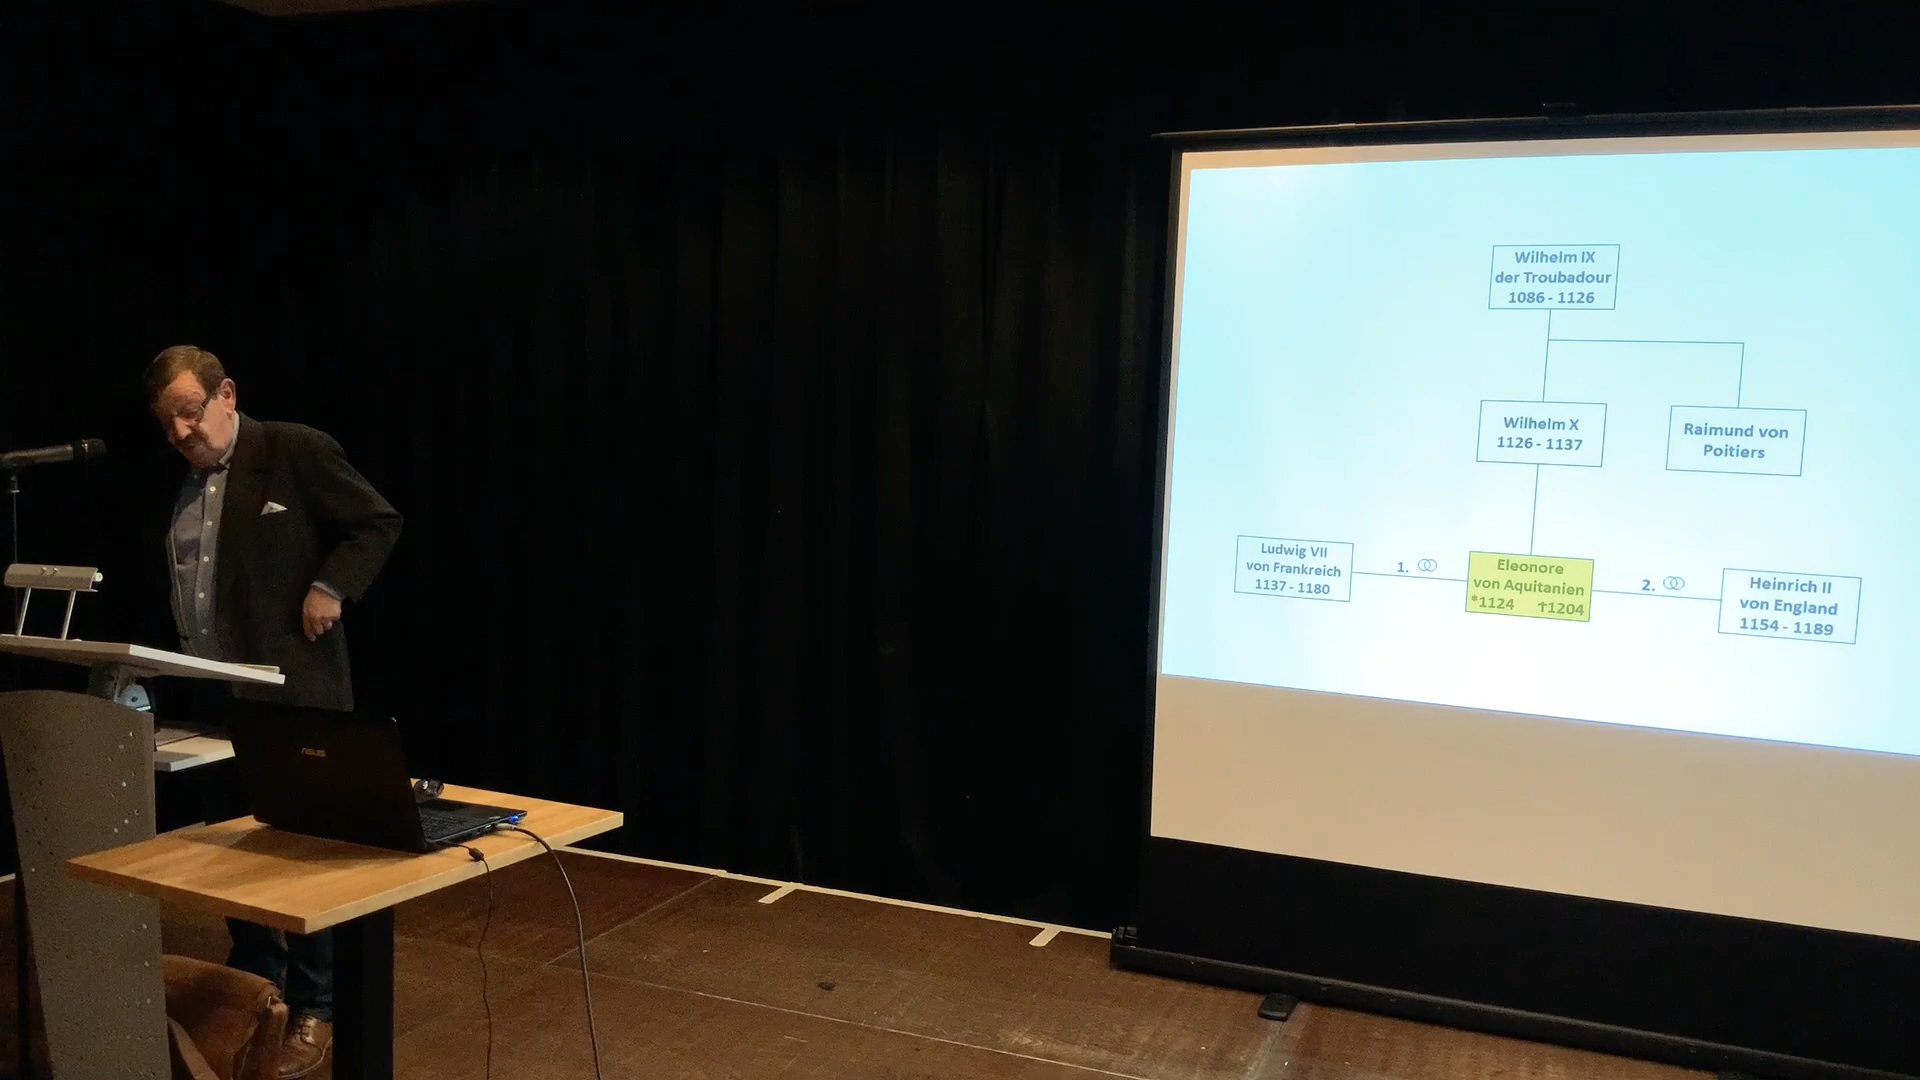 Wilhelm IX
der Troubadour
1086 - 1126
Wilhelm X
1126 - 1137
Raimund von
Poitiers
Ludwig VII
von Frankreich
1137 - 1180
1.
Eleonore
von Aquitanien
*1124 †1204
2.
Heinrich II
von England
1154 - 1189
ASUS